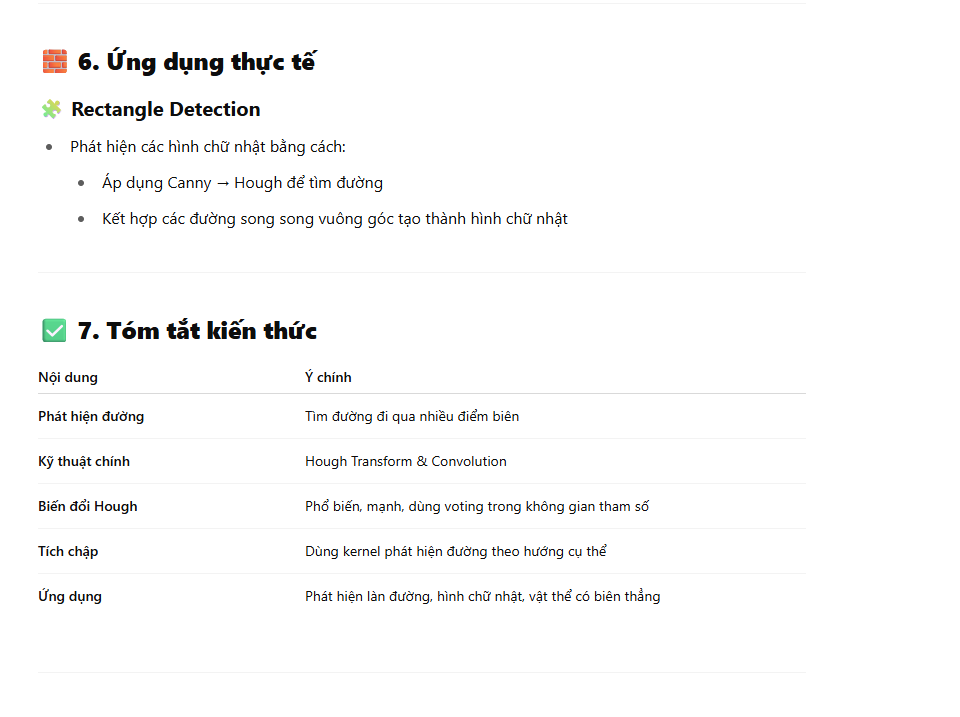 6. Ứng dụng thực tế
Rectangle Detection
Phát hiện các hình chữ nhật bằng cách:
Áp dụng Canny → Hough để tìm đường
Kết hợp các đường song song vuông góc tạo thành hình chữ nhật
7. Tóm tắt kiến thức
Nội dung Ý chính
Phát hiện đường Tìm đường đi qua nhiều điểm biên
Kỹ thuật chính Hough Transform & Convolution
Biến đổi Hough Phổ biến, mạnh, dùng voting trong không gian tham số
Tích chập Dùng kernel phát hiện đường theo hướng cụ thể
Ứng dụng Phát hiện làn đường, hình chữ nhật, vật thể có biên thẳng